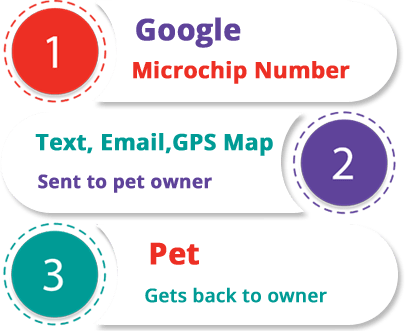 1
Google
Microchip Number
Text, Email,GPS Map
Sent to pet owner
2
3
Pet
Gets back to owner